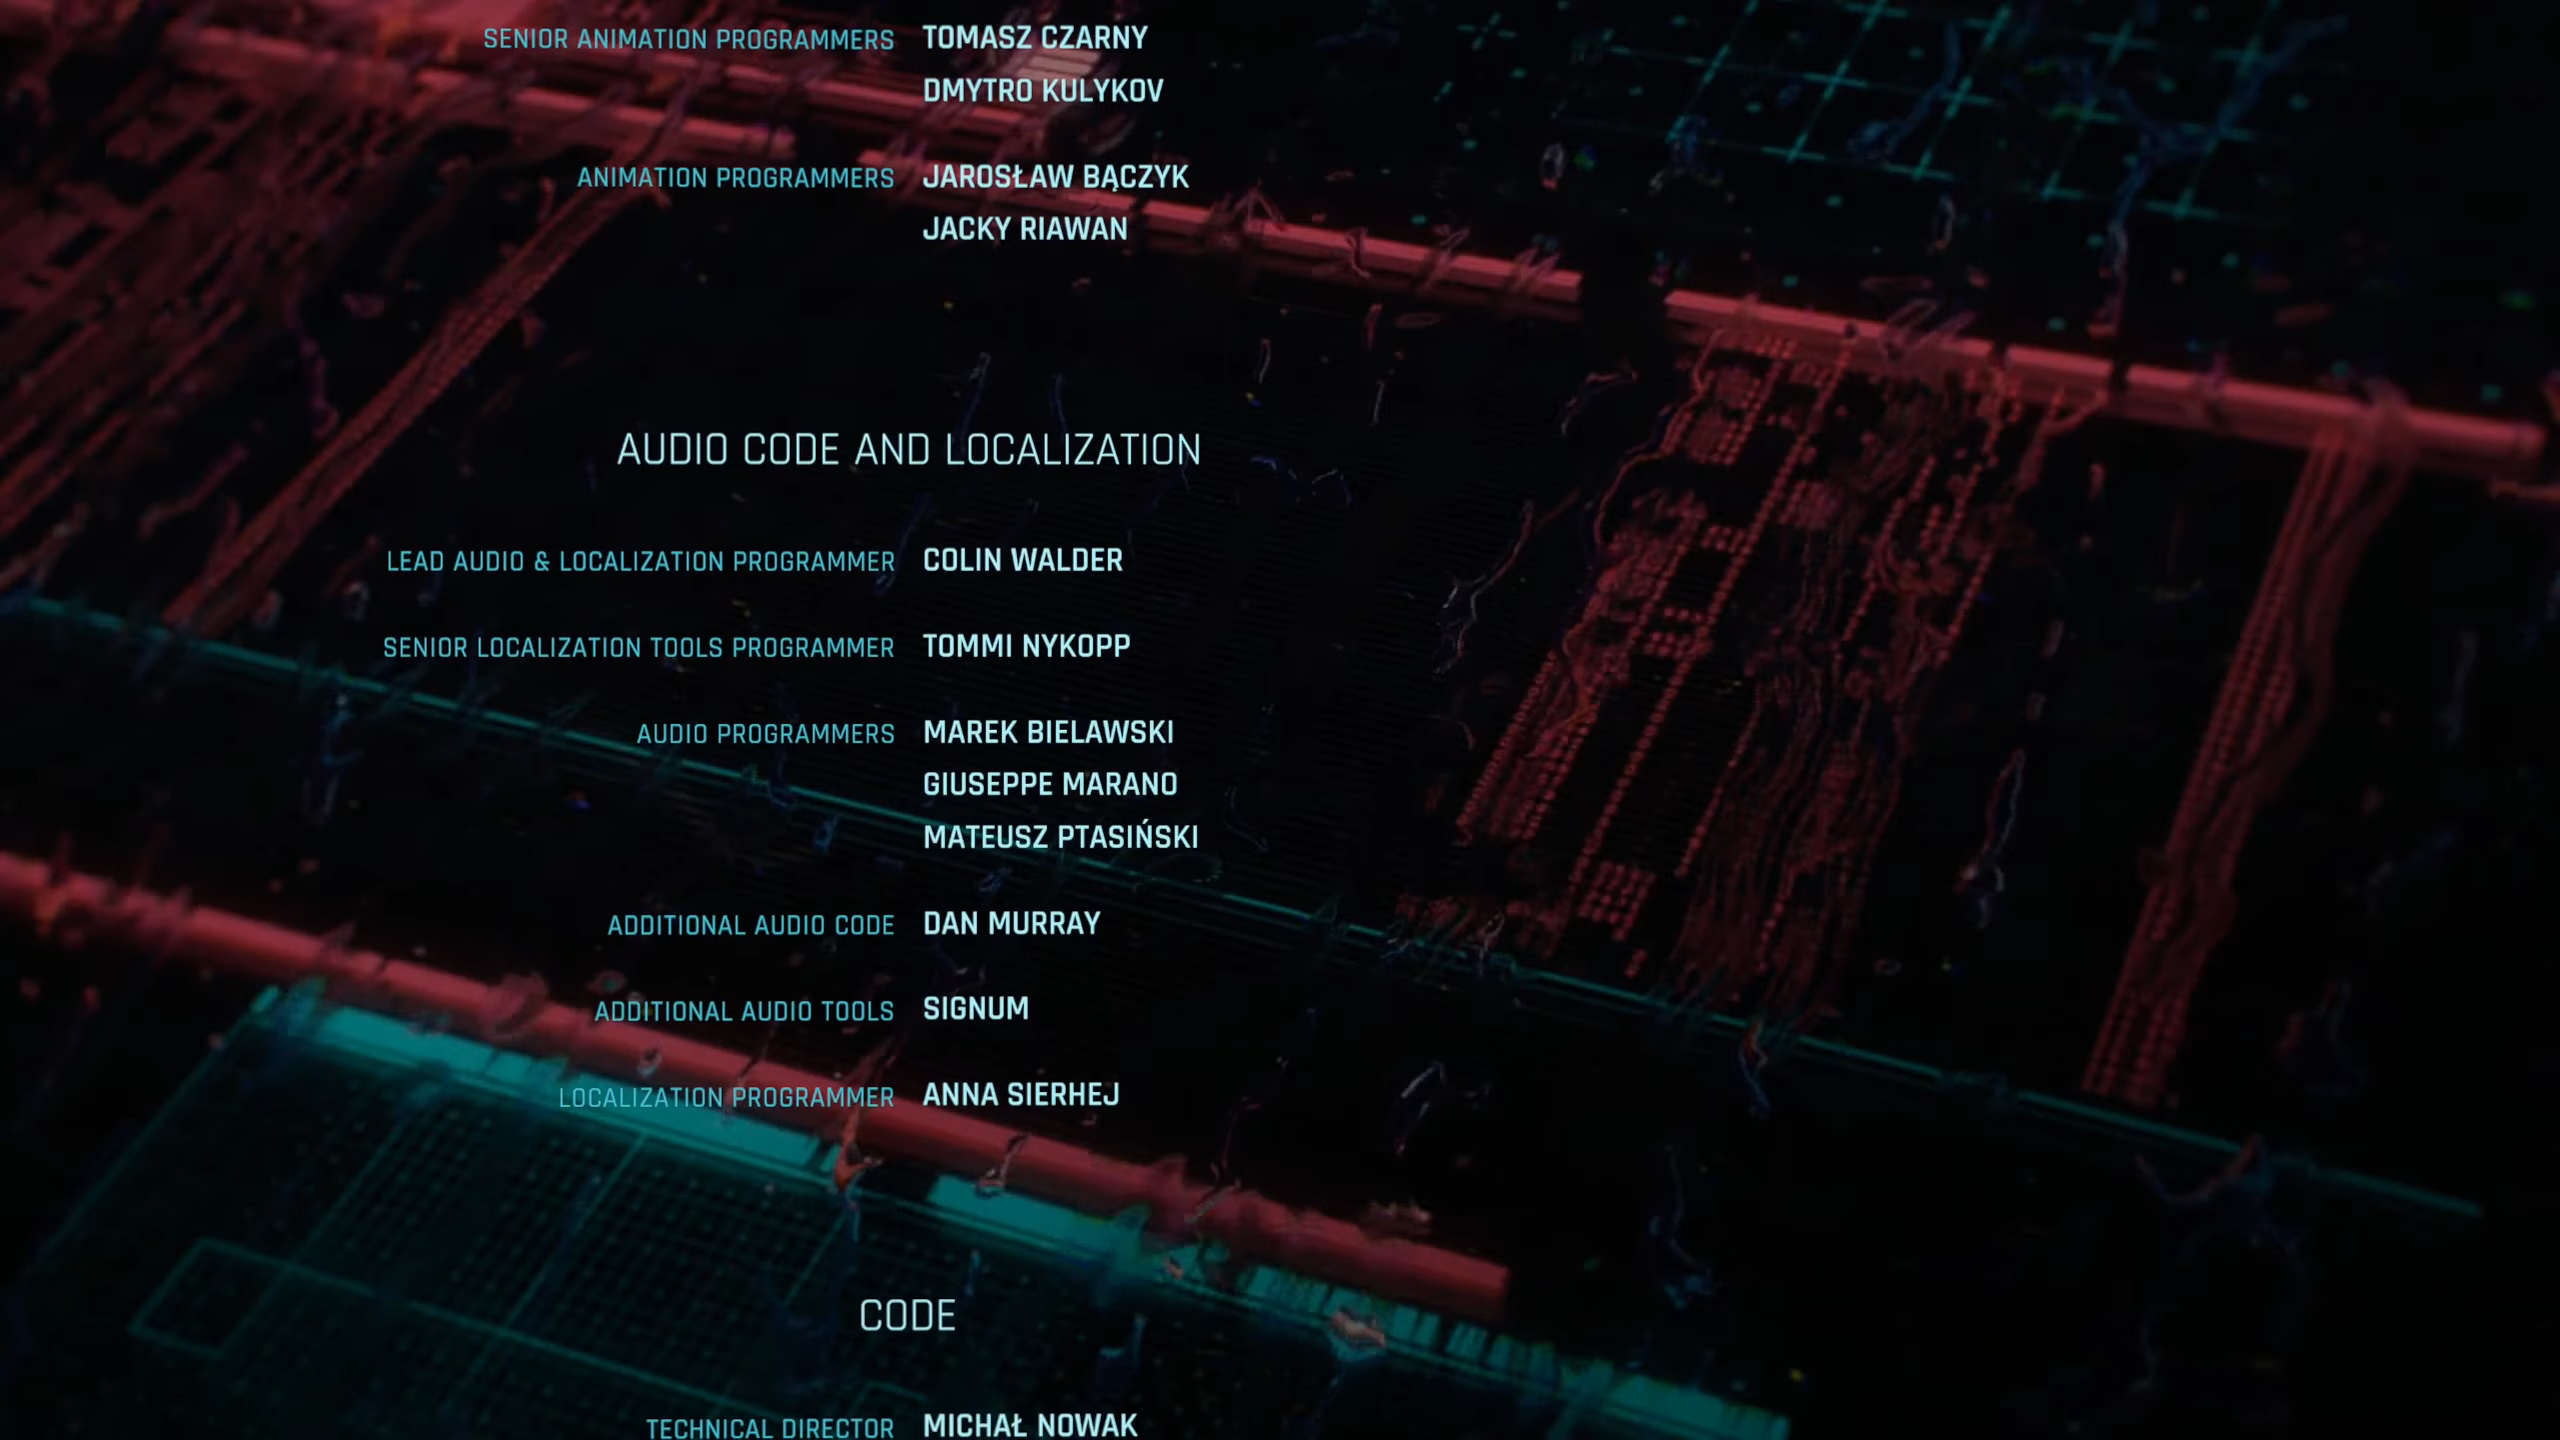 SENIOR ANIMATION PROGRAMMERS TOMASZ CZARNY
DMYTRO KULYKOV
ANIMATION PROGRAMMERS JAROSŁAW BĄCZYK
JACKY RIAWAN
AUDIO CODE AND LOCALIZATION
LEAD AUDIO & LOCALIZATION PROGRAMMER COLIN WALDER
SENIOR LOCALIZATION TOOLS PROGRAMMER TOMMI NYKOPP
AUDIO PROGRAMMERS MAREK BIELAWSKI
GIUSEPPE MARANO
MATEUSZ PTASIŃSKI
ADDITIONAL AUDIO CODE DAN MURRAY
ADDITIONAL AUDIO TOOLS SIGNUM
LOCALIZATION PROGRAMMER ANNA SIERHEJ
CODE
TECHNICAL DIRECTOR MICHAŁ NOWAK